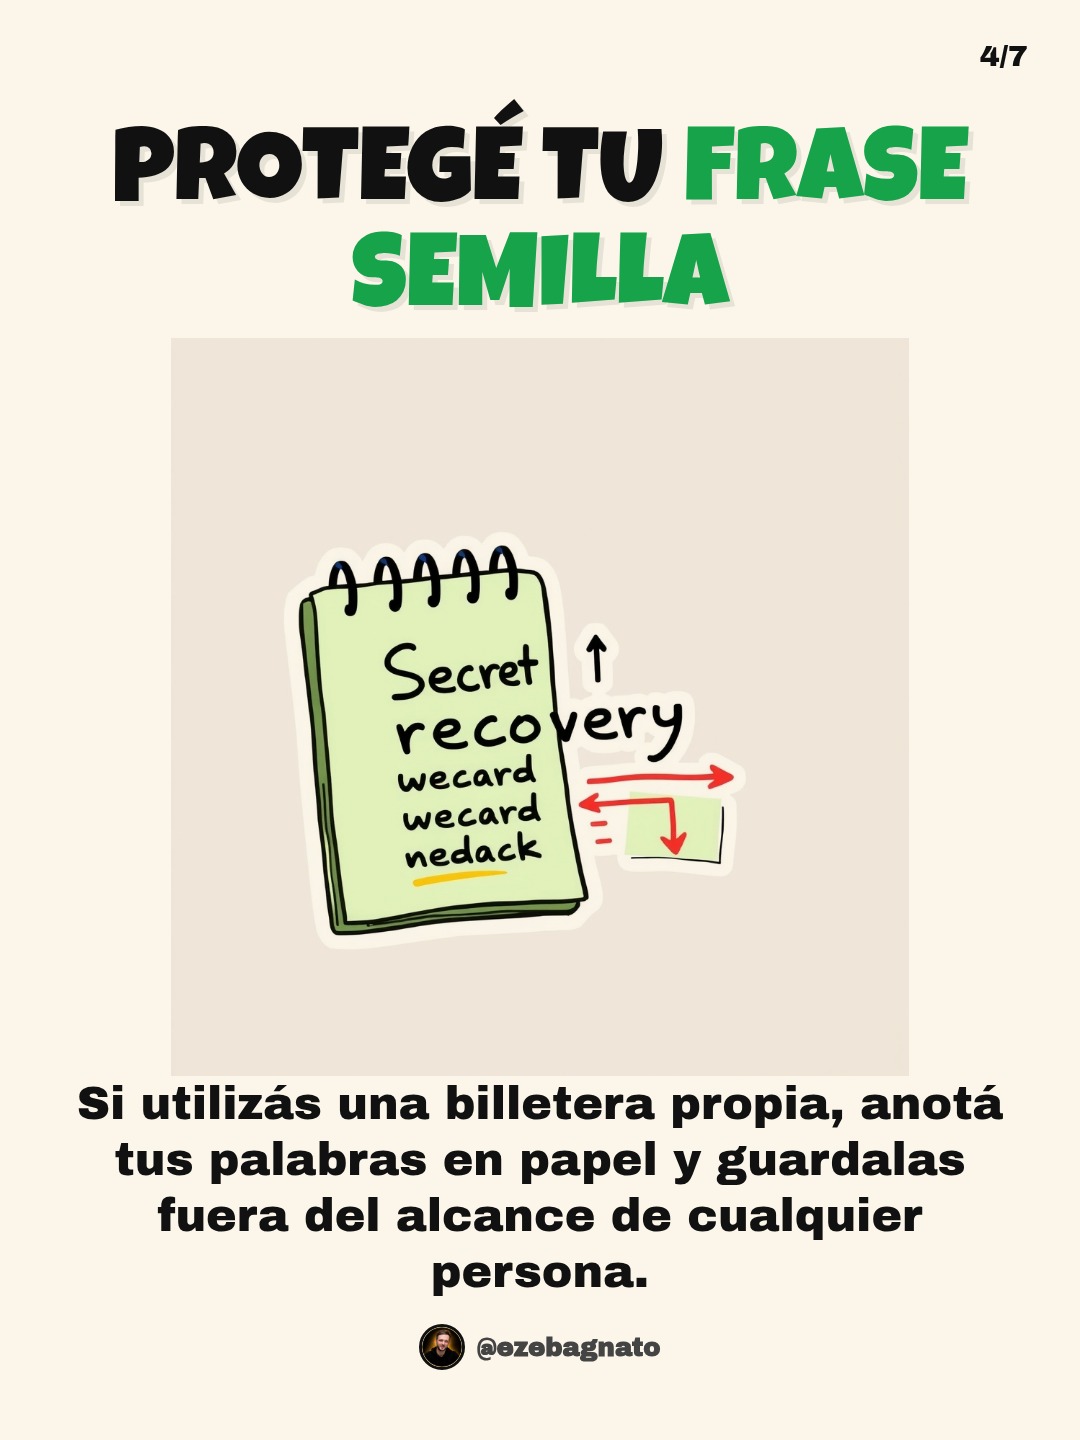 4/7
PROTEGÉ TU FRASE
SEMILLA
Secret
recovery
wecard
wecard
nedack
Si utilizás una billetera propia, anotá
tus palabras en papel y guardalas
fuera del alcance de cualquier
persona.
@ezebagnato